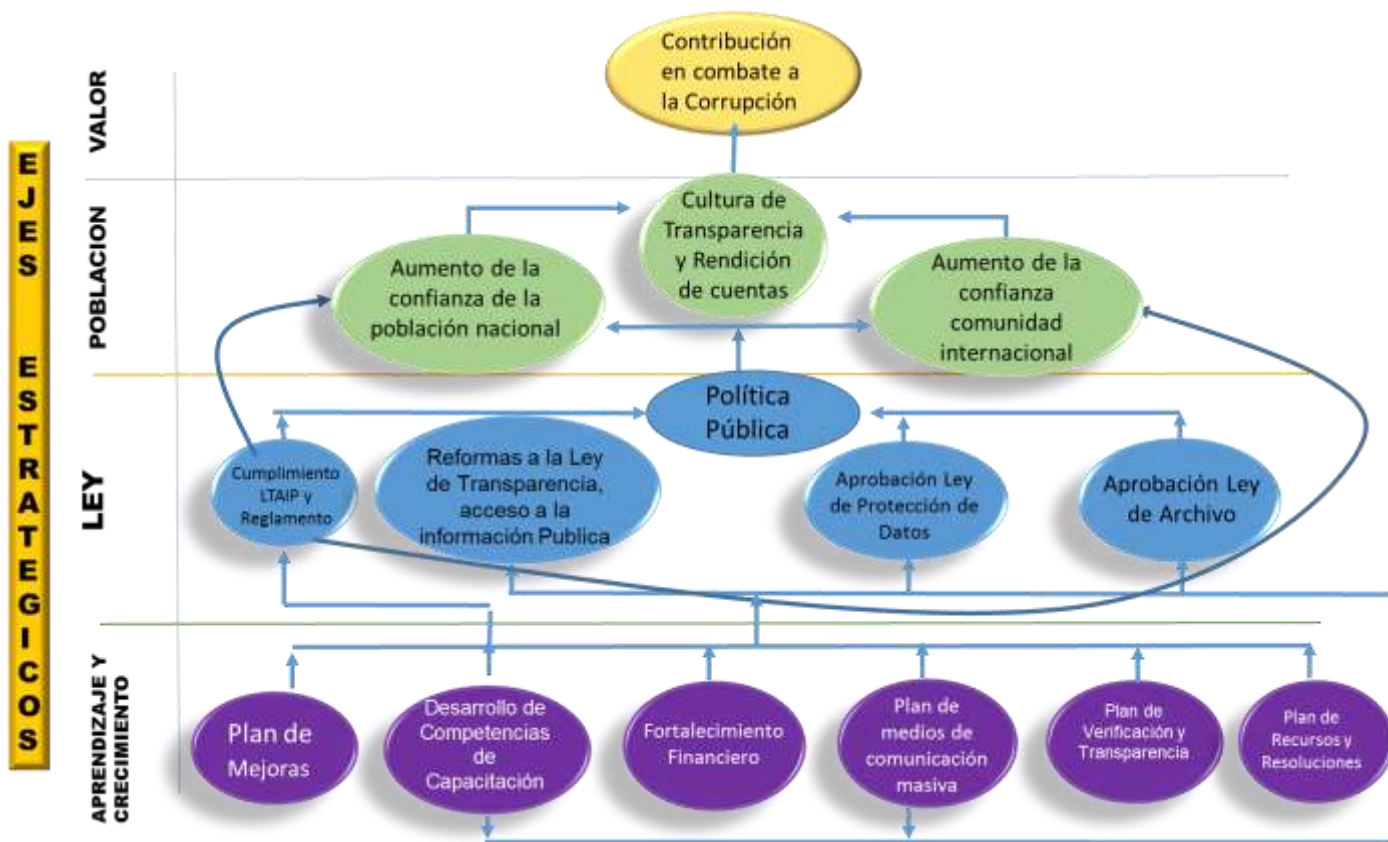 EJES ESTRATEGICOS
VALOR
Contribución
en combate a
la Corrupción
POBLACION
Cultura de
Transparencia
y Rendición
de cuentas
Aumento de la
confianza de la
población nacional
Aumento de la
confianza
comunidad
internacional
LEY
Política
Pública
Cumplimiento
LTAIP y
Reglamento
Reformas a la Ley
de Transparencia,
acceso a la
información Publica
Aprobación Ley
de Protección de
Datos
Aprobación Ley
de Archivo
APRENDIZAJE Y
CRECIMIENTO
Plan de
Mejoras
Desarrollo de
Competencias
de
Capacitación
Fortalecimiento
Financiero
Plan de
medios de
comunicación
masiva
Plan de
Verificación y
Transparencia
Plan de
Recursos y
Resoluciones